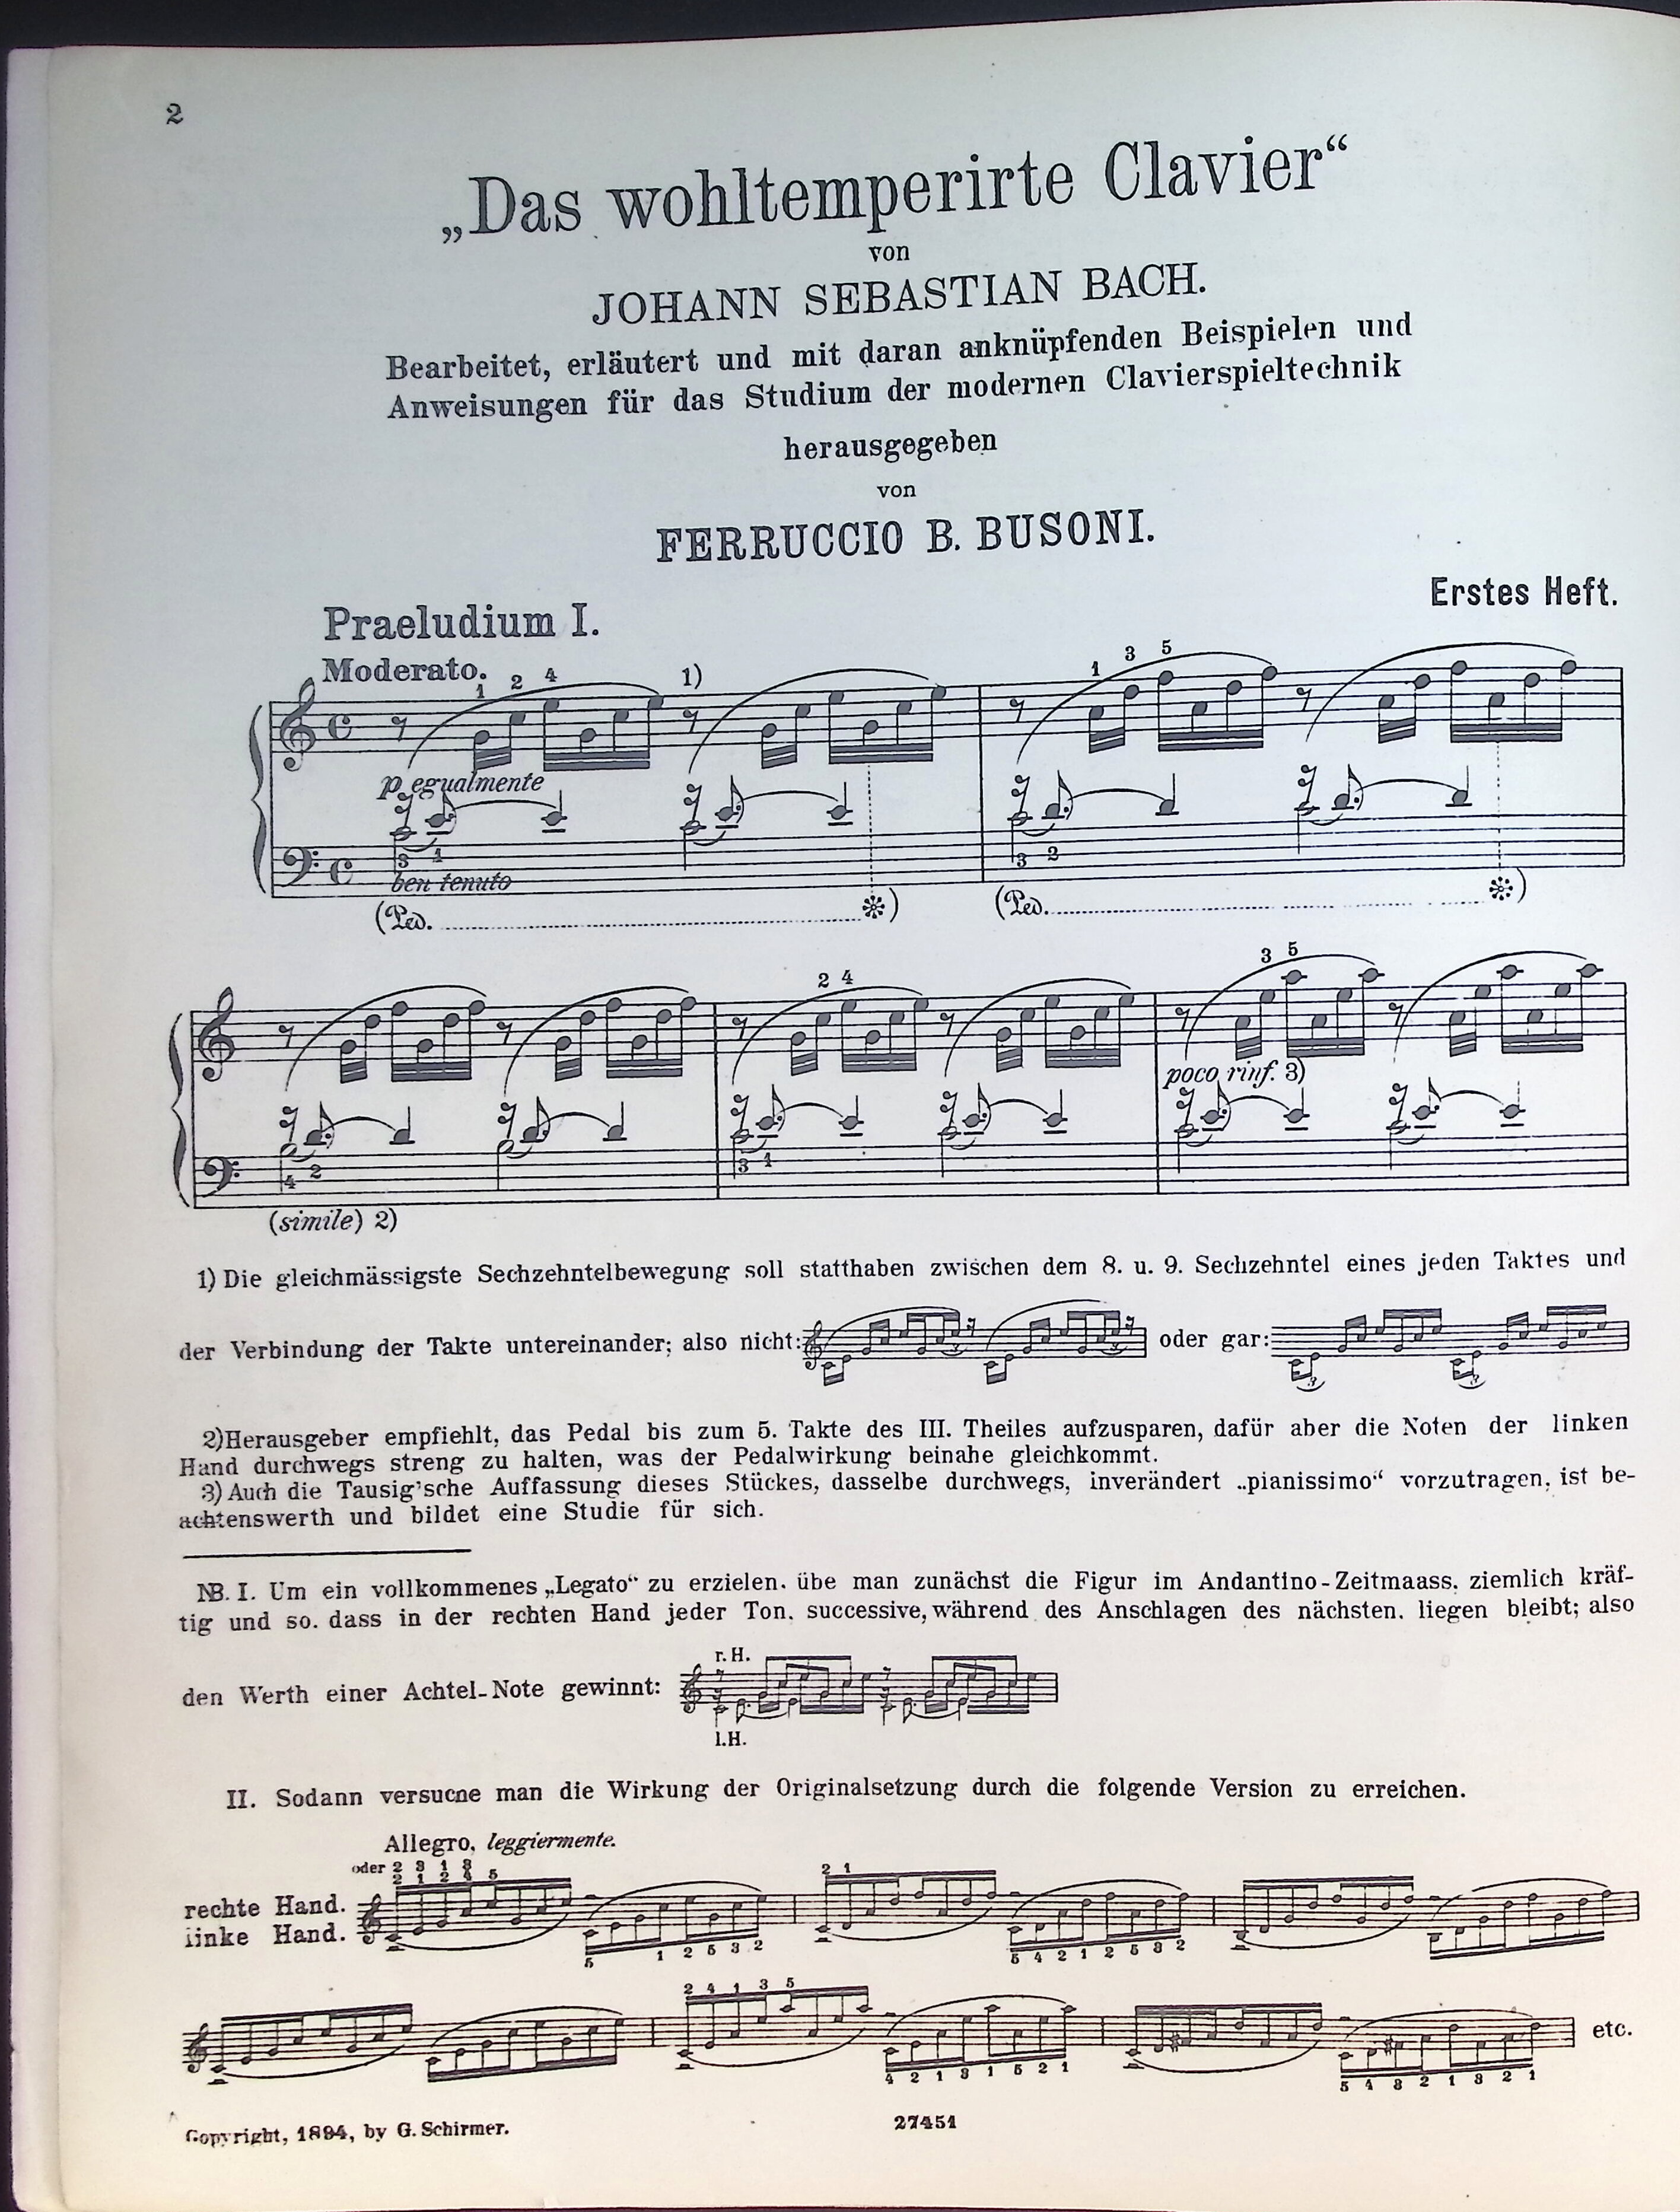 2
„Das wohltemperirte Clavier“
von
JOHANN SEBASTIAN BACH.
Bearbeitet, erläutert und mit daran anknüpfenden Beispielen und
Anweisungen für das Studium der modernen Clavierspieltechnik
herausgegeben
von
FERRUCCIO B. BUSONI.
Erstes Heft.
Praeludium I.
Moderato.
1 2 4 1) 1 3 5
p egualmente
3 1 3 2
ben tenuto
(Ped. ) (Ped. )
2 4 3 5
poco rinf. 3)
4 2 3 1
(simile) 2)
1) Die gleichmässigste Sechzehntelbewegung soll statthaben zwischen dem 8. u. 9. Sechzehntel eines jeden Taktes und
der Verbindung der Takte untereinander; also nicht: oder gar:
3 3
2) Herausgeber empfiehlt, das Pedal bis zum 5. Takte des III. Theiles aufzusparen, dafür aber die Noten der linken
Hand durchwegs streng zu halten, was der Pedalwirkung beinahe gleichkommt.
3) Auch die Tausig'sche Auffassung dieses Stückes, dasselbe durchwegs, inverändert „pianissimo“ vorzutragen, ist be-
achtenswerth und bildet eine Studie für sich.
NB. I. Um ein vollkommenes „Legato“ zu erzielen. übe man zunächst die Figur im Andantino-Zeitmaass, ziemlich kräf-
tig und so. dass in der rechten Hand jeder Ton. successive, während des Anschlagen des nächsten. liegen bleibt; also
r. H.
den Werth einer Achtel-Note gewinnt:
l.H.
II. Sodann versucne man die Wirkung der Originalsetzung durch die folgende Version zu erreichen.
Allegro, leggiermente.
oder 2 3 1 3
2 1 2 4 5 2 1
rechte Hand.
linke Hand.
5 1 2 5 3 2 5 4 2 1 2 5 3 2
2 4 1 3 5
etc.
4 2 1 3 1 5 2 1 5 4 3 2 1 3 2 1
Copyright, 1894, by G. Schirmer.
27451